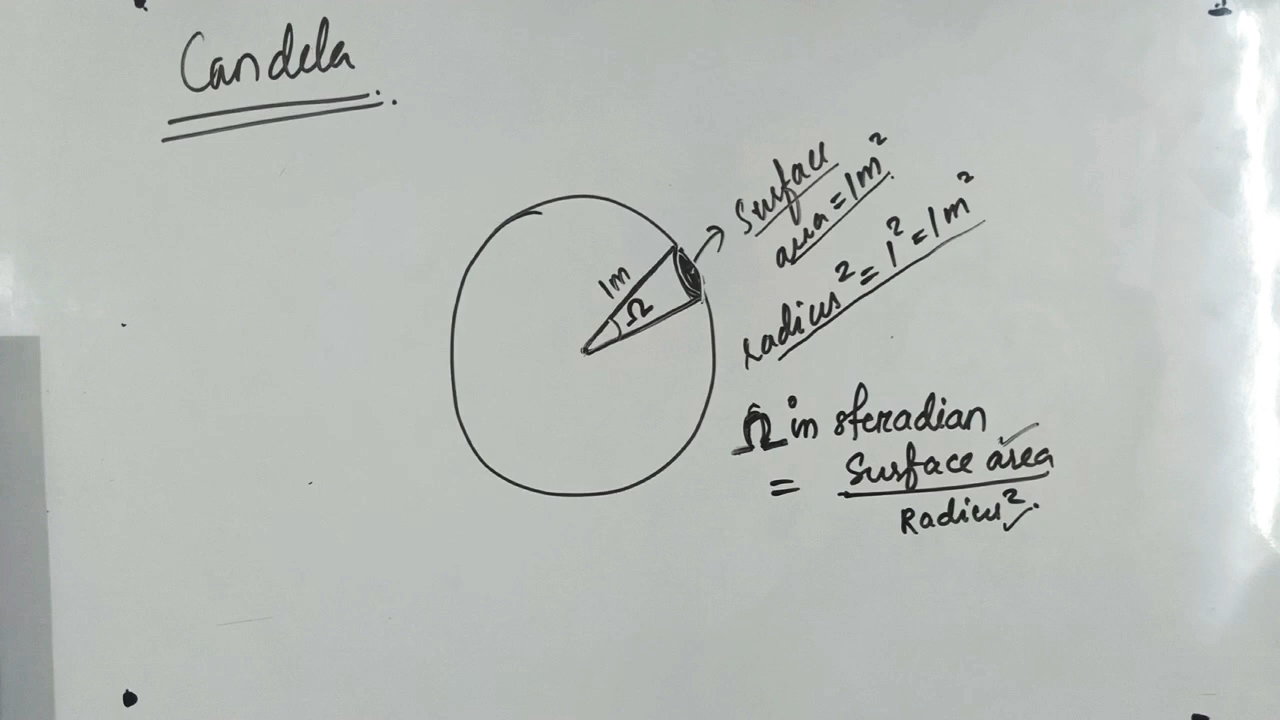 Candela
Surface
area = 1m²
radius² = 1² = 1m²
1m
Ω
Ω in steradian
= Surface area
Radius²